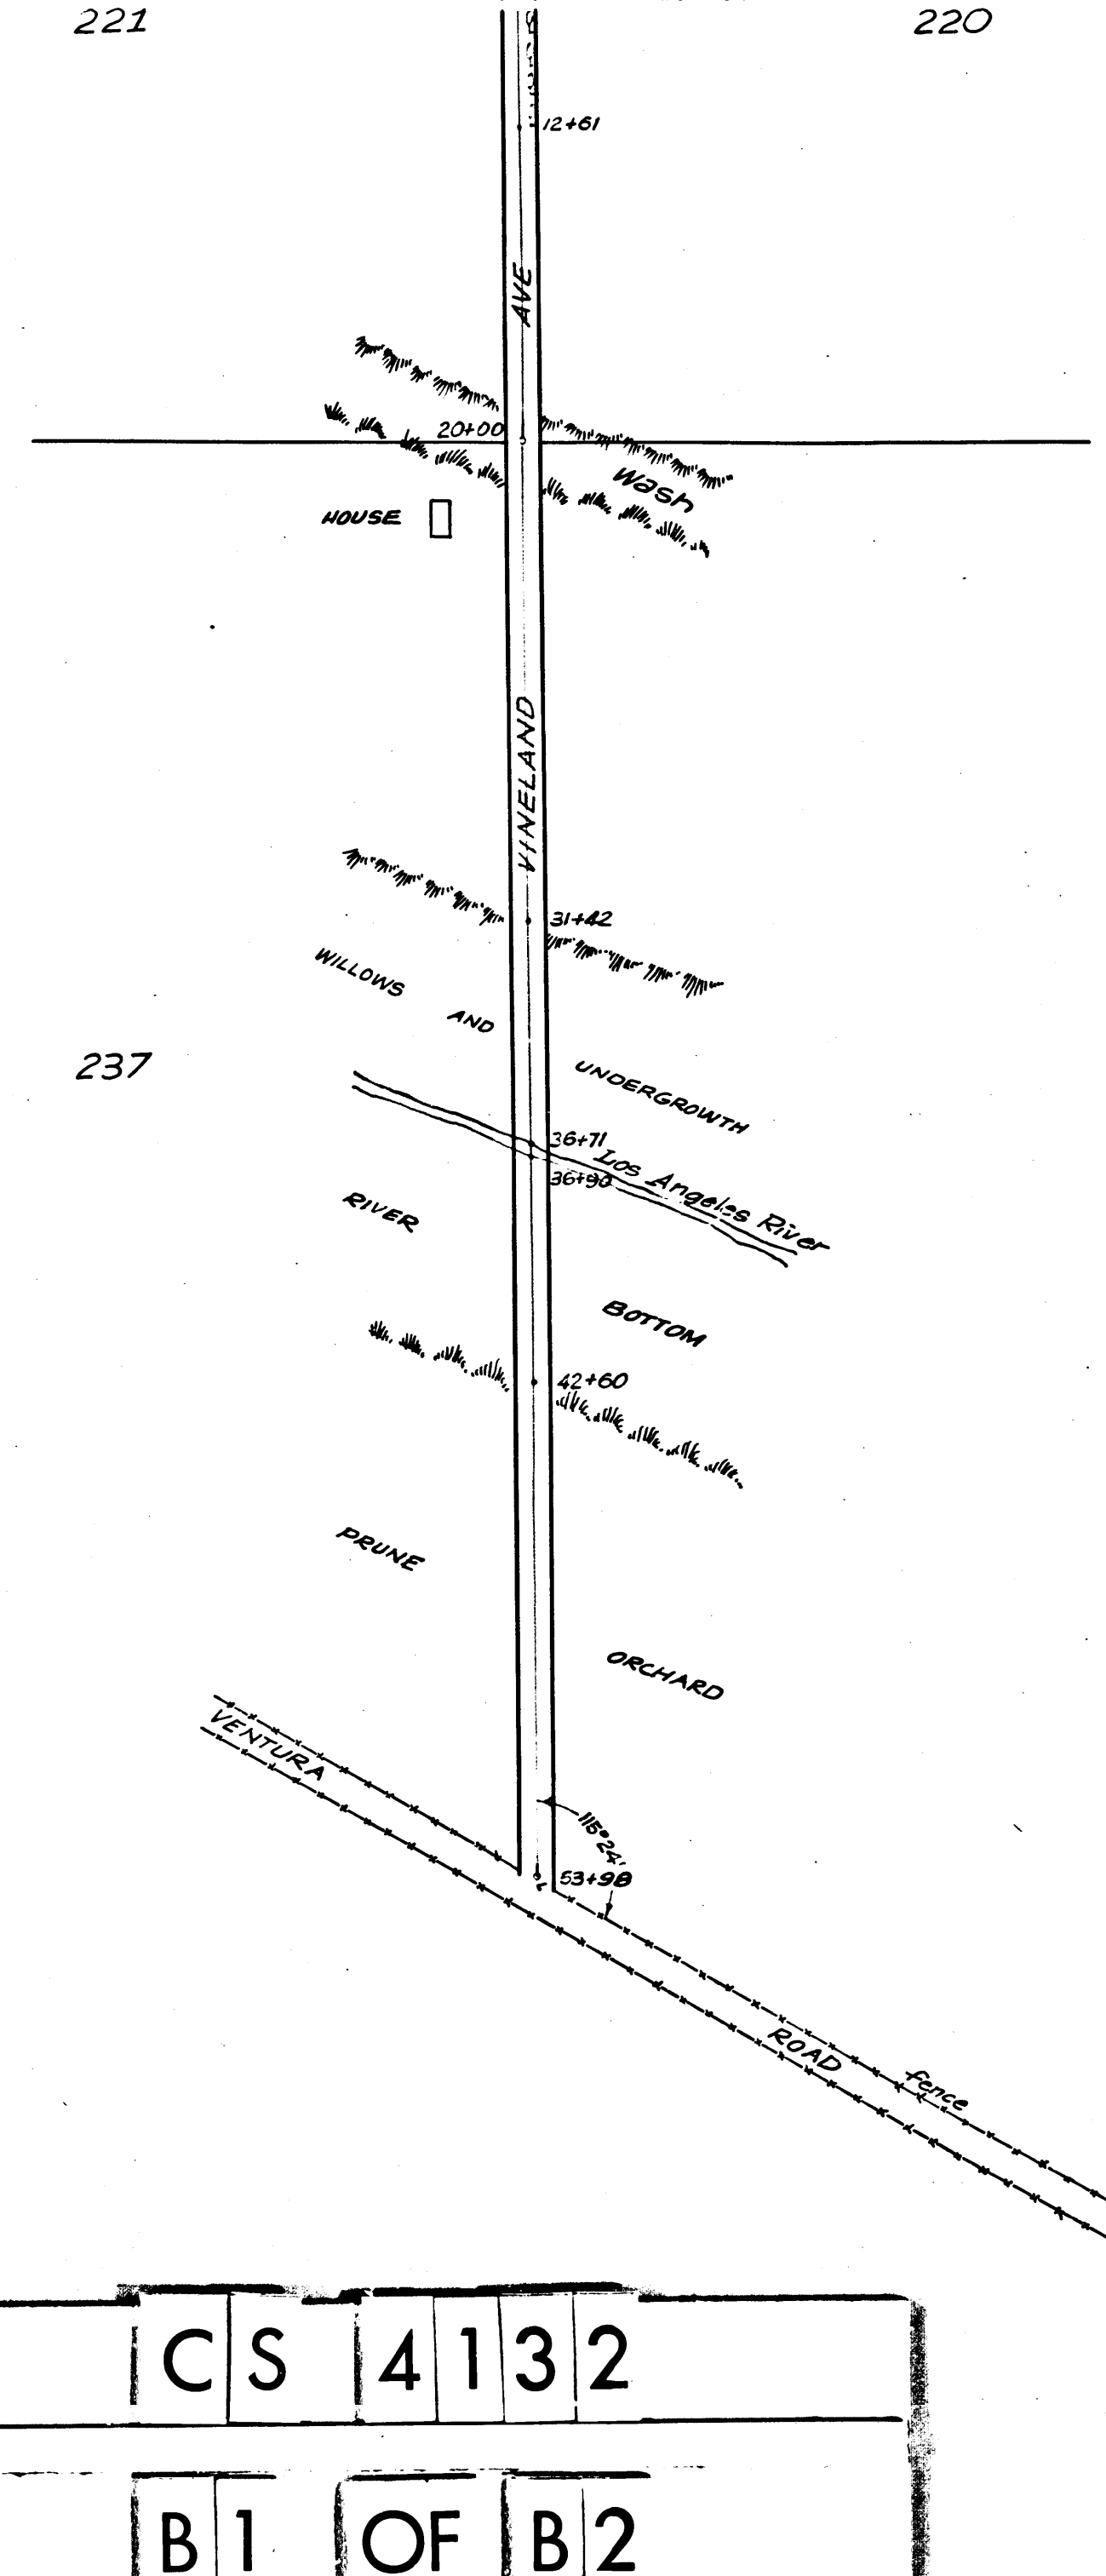 221
220
12+61
AVE
20+00
Wash
HOUSE
VINELAND
31+42
WILLOWS AND UNDERGROWTH
237
36+71
Los Angeles River
36+90
RIVER BOTTOM
42+60
PRUNE ORCHARD
VENTURA ROAD
115°24'
53+98
fence
CS 4132
B1 OF B2